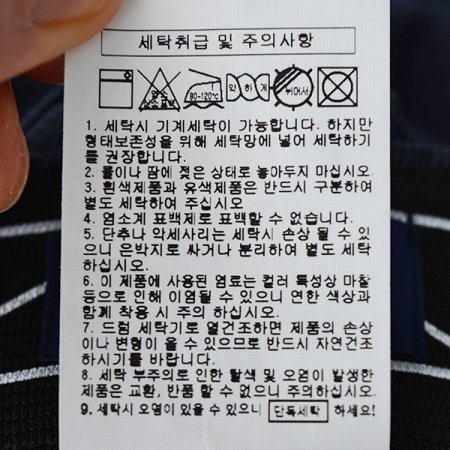 세탁취급 및 주의사항
80-120℃ 약하게 뉘어서
1. 세탁시 기계세탁이 가능합니다. 하지만
형태보존성을 위해 세탁망에 넣어 세탁하기
를 권장합니다.
2. 물이나 땀에 젖은 상태로 놓아두지 마십시오
3. 흰색제품과 유색제품은 반드시 구분하여
별도 세탁하여 주십시오
4. 염소계 표백제로 표백할 수 없습니다.
5. 단추나 악세사리는 세탁시 손상 될 수 있
으니 은박지로 싸거나 분리하여 별도 세탁
하십시오.
6. 이 제품에 사용된 염료는 컬러 특성상 마찰
등으로 인해 이염될 수 있으니 연한 색상과
함께 착용 시 주의 하십시오.
7. 드럼 세탁기로 열건조하면 제품의 손상
이나 변형이 올 수 있으므로 반드시 자연건조
하시기를 바랍니다.
8. 세탁 부주의로 인한 탈색 및 오염이 발생한
제품은 교환, 반품 할 수 없으니 주의하십시오.
9. 세탁시 오염이 있을 수 있으니 단독세탁 하세요!